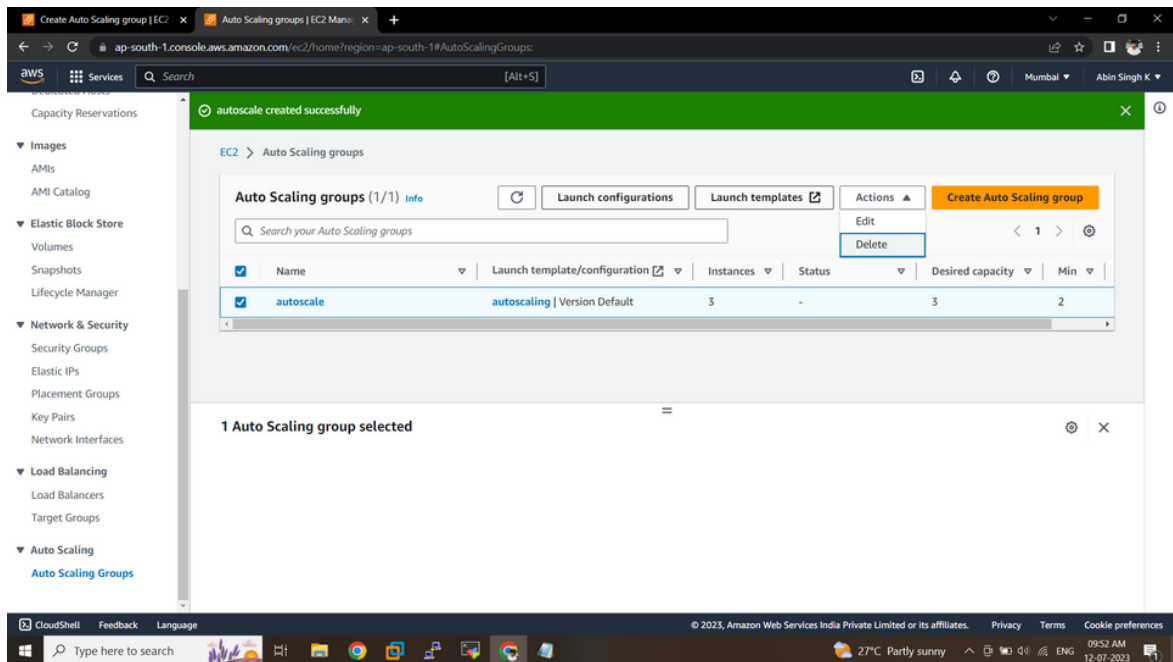 Create Auto Scaling group | EC2
Auto Scaling groups | EC2 Manag
ap-south-1.console.aws.amazon.com/ec2/home?region=ap-south-1#AutoScalingGroups:
aws Services Search [Alt+S] Mumbai Abin Singh K
Capacity Reservations
Images
AMIs
AMI Catalog
Elastic Block Store
Volumes
Snapshots
Lifecycle Manager
Network & Security
Security Groups
Elastic IPs
Placement Groups
Key Pairs
Network Interfaces
Load Balancing
Load Balancers
Target Groups
Auto Scaling
Auto Scaling Groups
autoscale created successfully
EC2 > Auto Scaling groups
Auto Scaling groups (1/1) Info Launch configurations Launch templates Actions Create Auto Scaling group
Edit
Delete
Search your Auto Scaling groups 1
Name Launch template/configuration Instances Status Desired capacity Min
autoscale autoscaling | Version Default 3 - 3 2
1 Auto Scaling group selected
CloudShell Feedback Language © 2023, Amazon Web Services India Private Limited or its affiliates. Privacy Terms Cookie preferences
Type here to search 27°C Partly sunny ENG 09:52 AM
12-07-2023